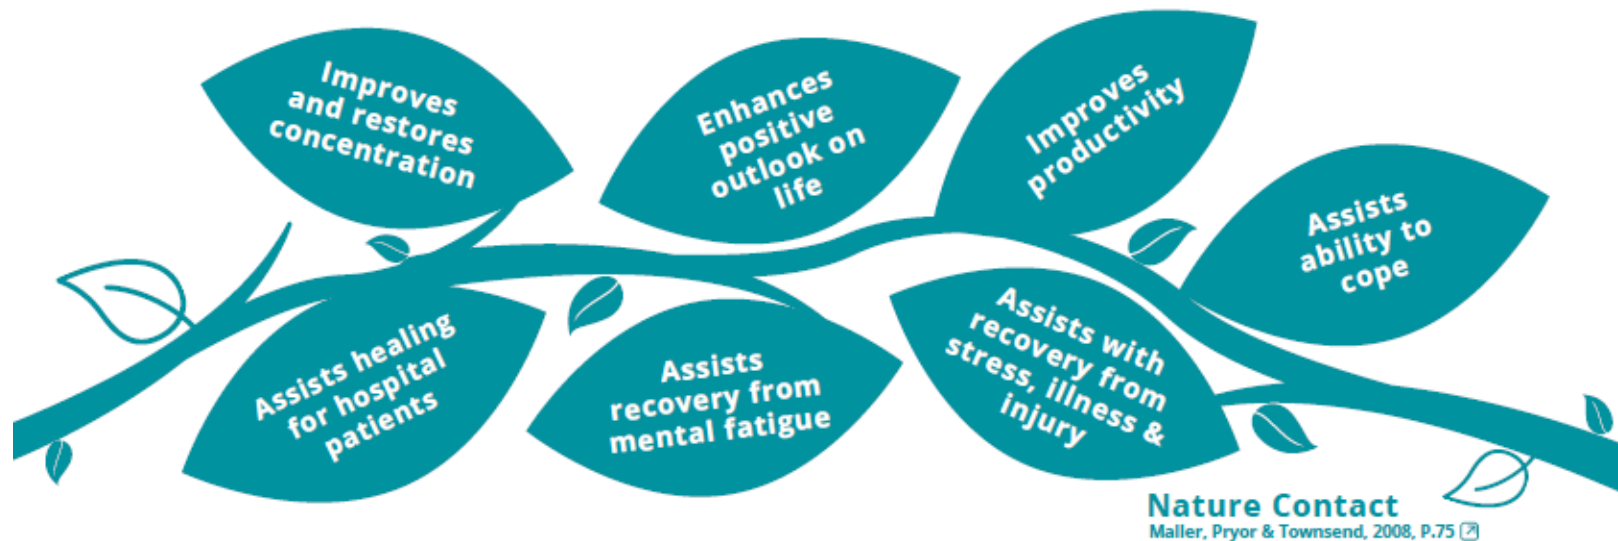 Improves
and restores
concentration
Enhances
positive
outlook on
life
Improves
productivity
Assists
ability to
cope
Assists healing
for hospital
patients
Assists
recovery from
mental fatigue
Assists with
recovery from
stress, illness &
injury
Nature Contact
Maller, Pryor & Townsend, 2008, P.75